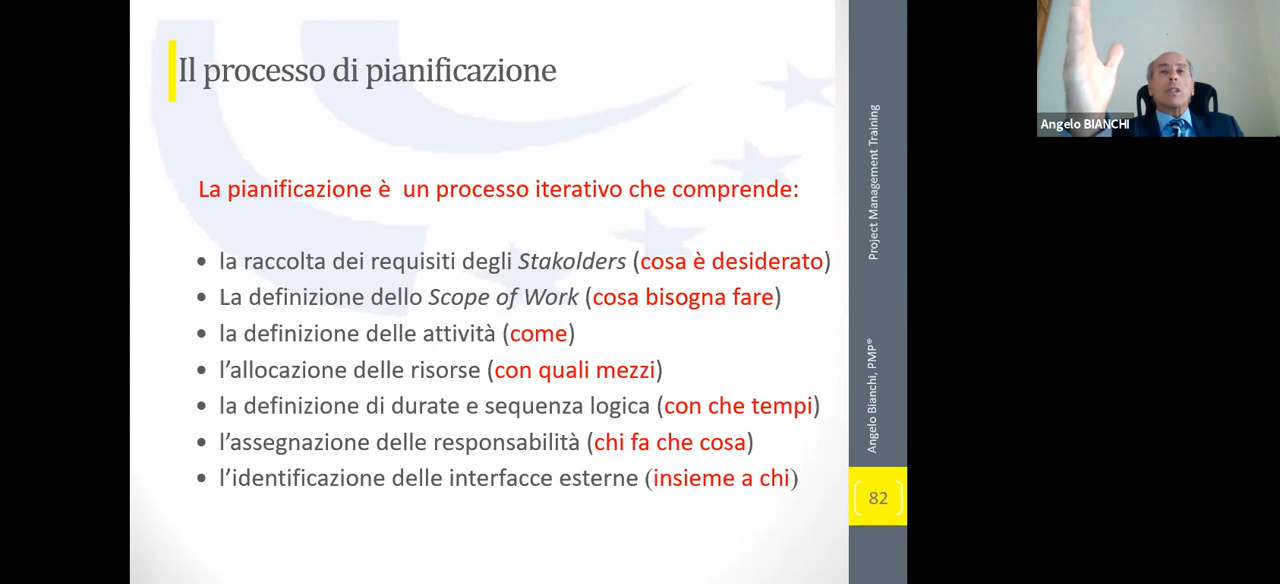 Il processo di pianificazione
La pianificazione è un processo iterativo che comprende:
• la raccolta dei requisiti degli Stakolders (cosa è desiderato)
• La definizione dello Scope of Work (cosa bisogna fare)
• la definizione delle attività (come)
• l’allocazione delle risorse (con quali mezzi)
• la definizione di durate e sequenza logica (con che tempi)
• l’assegnazione delle responsabilità (chi fa che cosa)
• l’identificazione delle interfacce esterne (insieme a chi)
Project Management Training
Angelo Bianchi, PMP®
82
Angelo BIANCHI